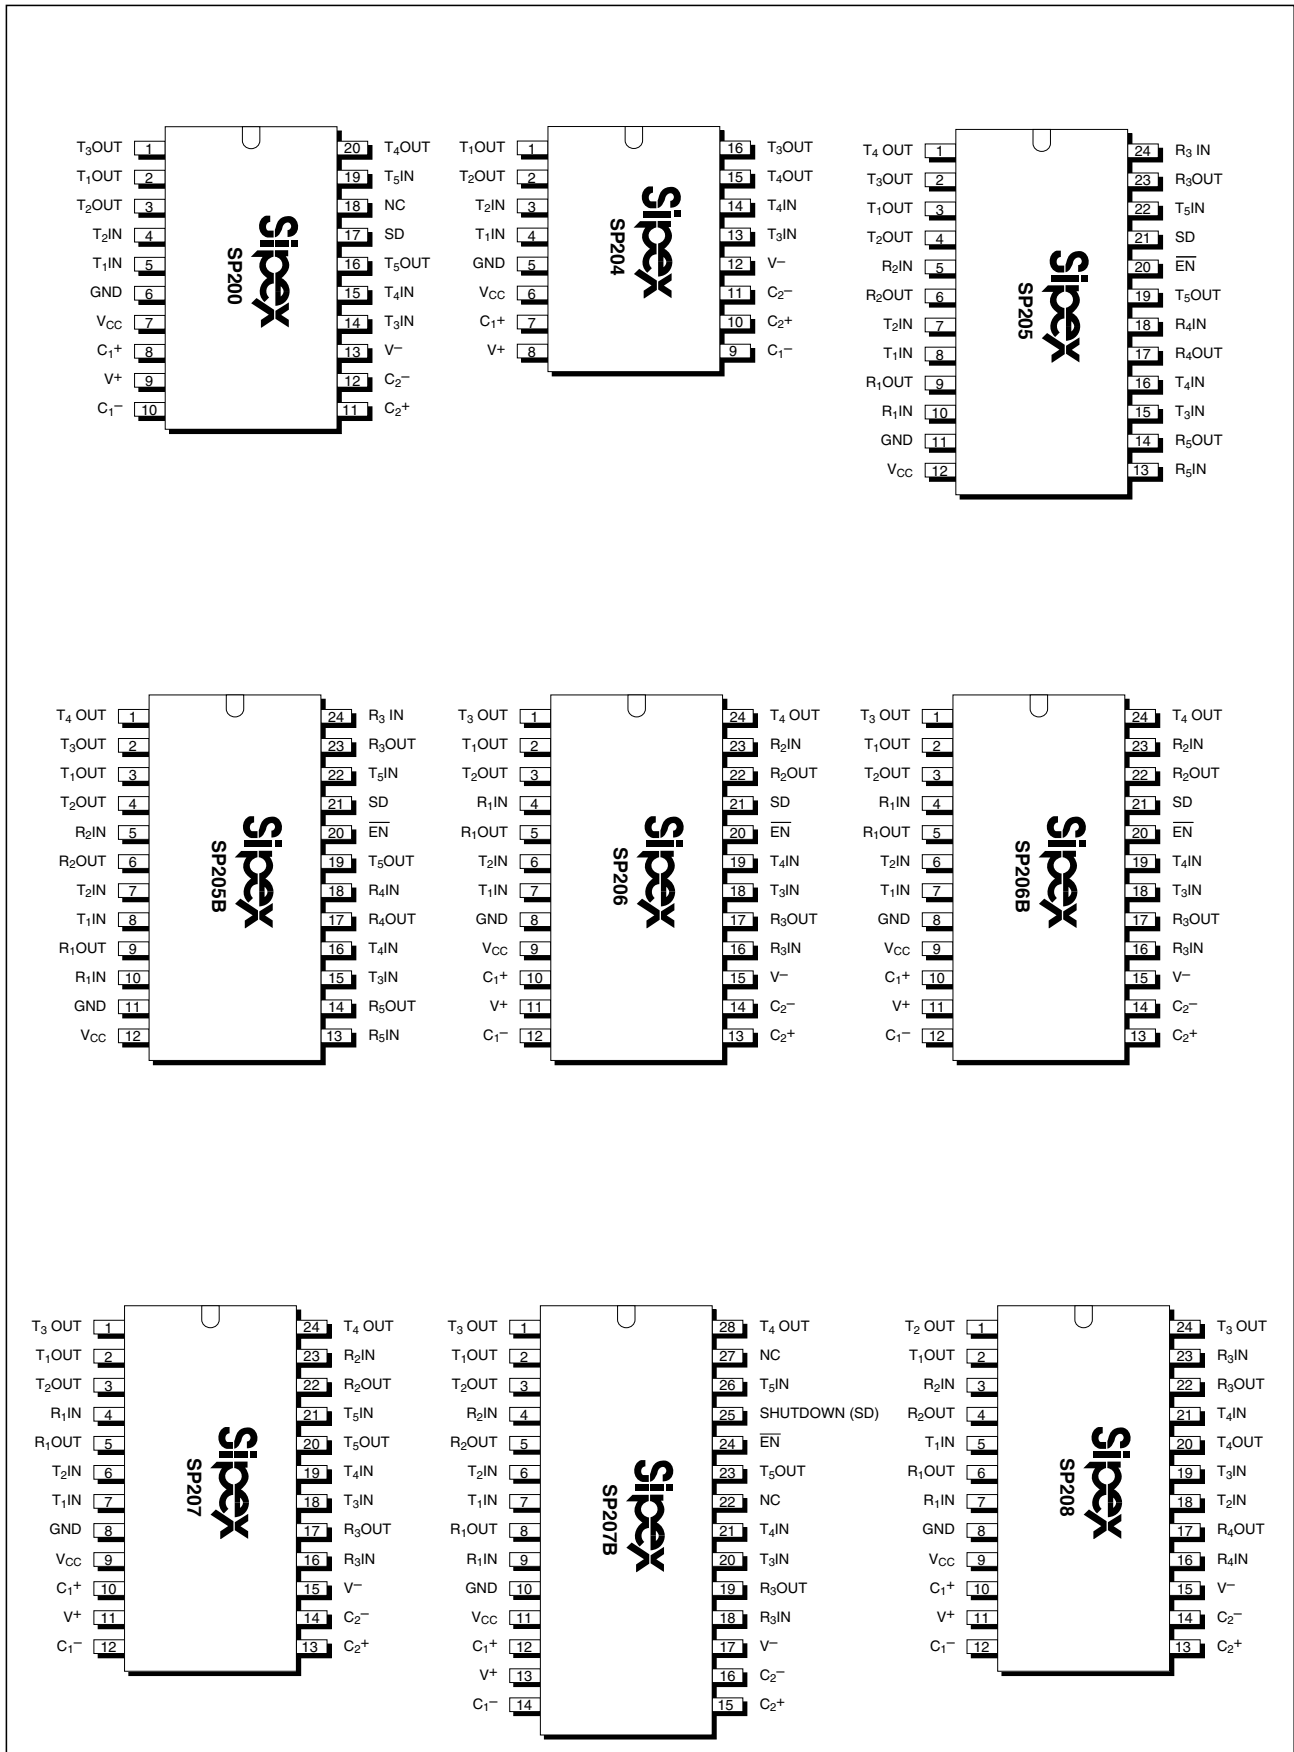 T3OUT 1 20 T4OUT
T1OUT 2 19 T5IN
T2OUT 3 18 NC
T2IN 4 17 SD
T1IN 5 16 T5OUT
GND 6 15 T4IN
VCC 7 14 T3IN
C1+ 8 13 V–
V+ 9 12 C2–
C1– 10 11 C2+
Sipex
SP200
T1OUT 1 16 T3OUT
T2OUT 2 15 T4OUT
T2IN 3 14 T4IN
T1IN 4 13 T3IN
GND 5 12 V–
VCC 6 11 C2–
C1+ 7 10 C2+
V+ 8 9 C1–
Sipex
SP204
T4 OUT 1 24 R3 IN
T3OUT 2 23 R3OUT
T1OUT 3 22 T5IN
T2OUT 4 21 SD
R2IN 5 20 E̅N̅
R2OUT 6 19 T5OUT
T2IN 7 18 R4IN
T1IN 8 17 R4OUT
R1OUT 9 16 T4IN
R1IN 10 15 T3IN
GND 11 14 R5OUT
VCC 12 13 R5IN
Sipex
SP205
T4 OUT 1 24 R3 IN
T3OUT 2 23 R3OUT
T1OUT 3 22 T5IN
T2OUT 4 21 SD
R2IN 5 20 E̅N̅
R2OUT 6 19 T5OUT
T2IN 7 18 R4IN
T1IN 8 17 R4OUT
R1OUT 9 16 T4IN
R1IN 10 15 T3IN
GND 11 14 R5OUT
VCC 12 13 R5IN
Sipex
SP205B
T3 OUT 1 24 T4 OUT
T1OUT 2 23 R2IN
T2OUT 3 22 R2OUT
R1IN 4 21 SD
R1OUT 5 20 E̅N̅
T2IN 6 19 T4IN
T1IN 7 18 T3IN
GND 8 17 R3OUT
VCC 9 16 R3IN
C1+ 10 15 V–
V+ 11 14 C2–
C1– 12 13 C2+
Sipex
SP206
T3 OUT 1 24 T4 OUT
T1OUT 2 23 R2IN
T2OUT 3 22 R2OUT
R1IN 4 21 SD
R1OUT 5 20 E̅N̅
T2IN 6 19 T4IN
T1IN 7 18 T3IN
GND 8 17 R3OUT
VCC 9 16 R3IN
C1+ 10 15 V–
V+ 11 14 C2–
C1– 12 13 C2+
Sipex
SP206B
T3 OUT 1 24 T4 OUT
T1OUT 2 23 R2IN
T2OUT 3 22 R2OUT
R1IN 4 21 T5IN
R1OUT 5 20 T5OUT
T2IN 6 19 T4IN
T1IN 7 18 T3IN
GND 8 17 R3OUT
VCC 9 16 R3IN
C1+ 10 15 V–
V+ 11 14 C2–
C1– 12 13 C2+
Sipex
SP207
T3 OUT 1 28 T4 OUT
T1OUT 2 27 NC
T2OUT 3 26 T5IN
R2IN 4 25 SHUTDOWN (SD)
R2OUT 5 24 E̅N̅
T2IN 6 23 T5OUT
T1IN 7 22 NC
R1OUT 8 21 T4IN
R1IN 9 20 T3IN
GND 10 19 R3OUT
VCC 11 18 R3IN
C1+ 12 17 V–
V+ 13 16 C2–
C1– 14 15 C2+
Sipex
SP207B
T2 OUT 1 24 T3 OUT
T1OUT 2 23 R3IN
R2IN 3 22 R3OUT
R2OUT 4 21 T4IN
T1IN 5 20 T4OUT
R1OUT 6 19 T3IN
R1IN 7 18 T2IN
GND 8 17 R4OUT
VCC 9 16 R4IN
C1+ 10 15 V–
V+ 11 14 C2–
C1– 12 13 C2+
Sipex
SP208